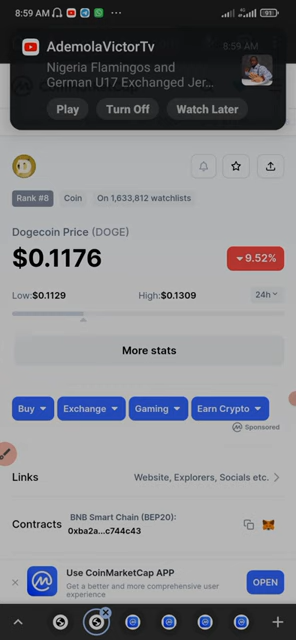 8:59 AM
91
AdemolaVictorTv
8:59 AM
Nigeria Flamingos and
German U17 Exchanged Jer...
Play
Turn Off
Watch Later
Rank #8
Coin
On 1,633,812 watchlists
Dogecoin Price (DOGE)
$0.1176
9.52%
Low:$0.1129
High:$0.1309
24h
More stats
Buy
Exchange
Gaming
Earn Crypto
Sponsored
Links
Website, Explorers, Socials etc.
Contracts
BNB Smart Chain (BEP20):
0xba2a...c744c43
Use CoinMarketCap APP
Get a better and more comprehensive user
experience
OPEN